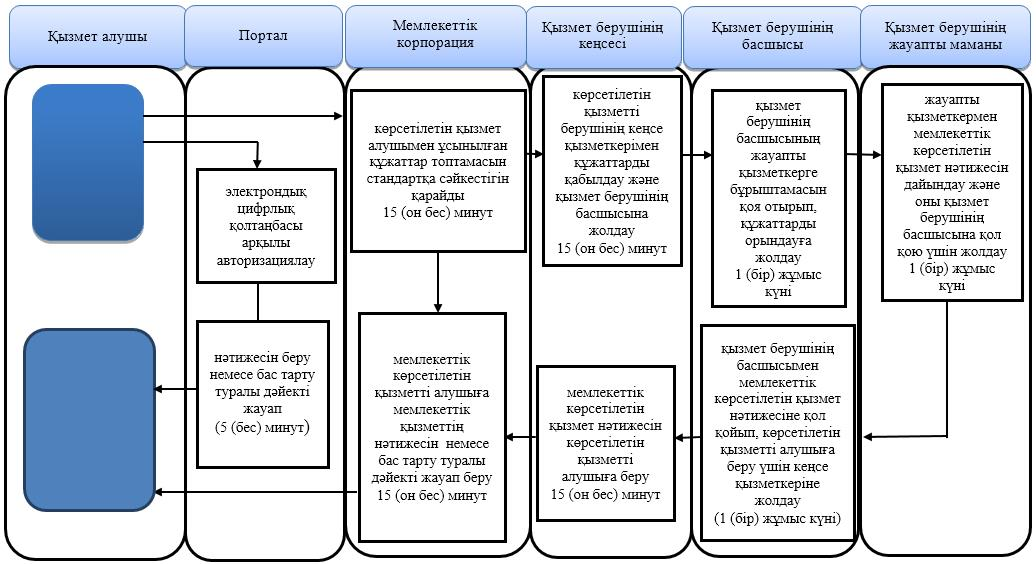 Қызмет алушы
Портал
Мемлекеттік
корпорация
Қызмет берушінің
кеңсесі
Қызмет берушінің
басшысы
Қызмет берушінің
жауапты маманы
электрондық
цифрлық
қолтаңбасы
арқылы
авторизациялау
көрсетілетін қызмет
алушымен ұсынылған
құжаттар топтамасын
стандартқа сәйкестігін
қарайды
15 (он бес) минут
көрсетілетін
қызметті
берушінің кеңсе
қызметкерімен
құжаттарды
қабылдау және
қызмет берушінің
басшысына
жолдау
15 (он бес) минут
қызмет
берушінің
басшысының
жауапты
қызметкерге
бұрыштамасын
қоя отырып,
құжаттарды
орындауға
жолдау
1 (бір) жұмыс
күні
жауапты
қызметкермен
мемлекеттік
көрсетілетін
қызмет нәтижесін
дайындау және
оны қызмет
берушінің
басшысына қол
қою үшін жолдау
1 (бір) жұмыс
күні
нәтижесін беру
немесе бас тарту
туралы дәйекті
жауап
(5 (бес) минут)
мемлекеттік
көрсетілетін
қызметті алушыға
мемлекеттік
қызметтің
нәтижесін немесе
бас тарту туралы
дәйекті жауап беру
15 (он бес) минут
мемлекеттік
көрсетілетін
қызмет нәтижесін
көрсетілетін
қызметті
алушыға беру
15 (он бес) минут
қызмет берушінің
басшысымен
мемлекеттік
көрсетілетін қызмет
нәтижесіне қол
қойып, көрсетілетін
қызметті алушыға
беру үшін кеңсе
қызметкеріне
жолдау
(1 (бір) жұмыс күні)